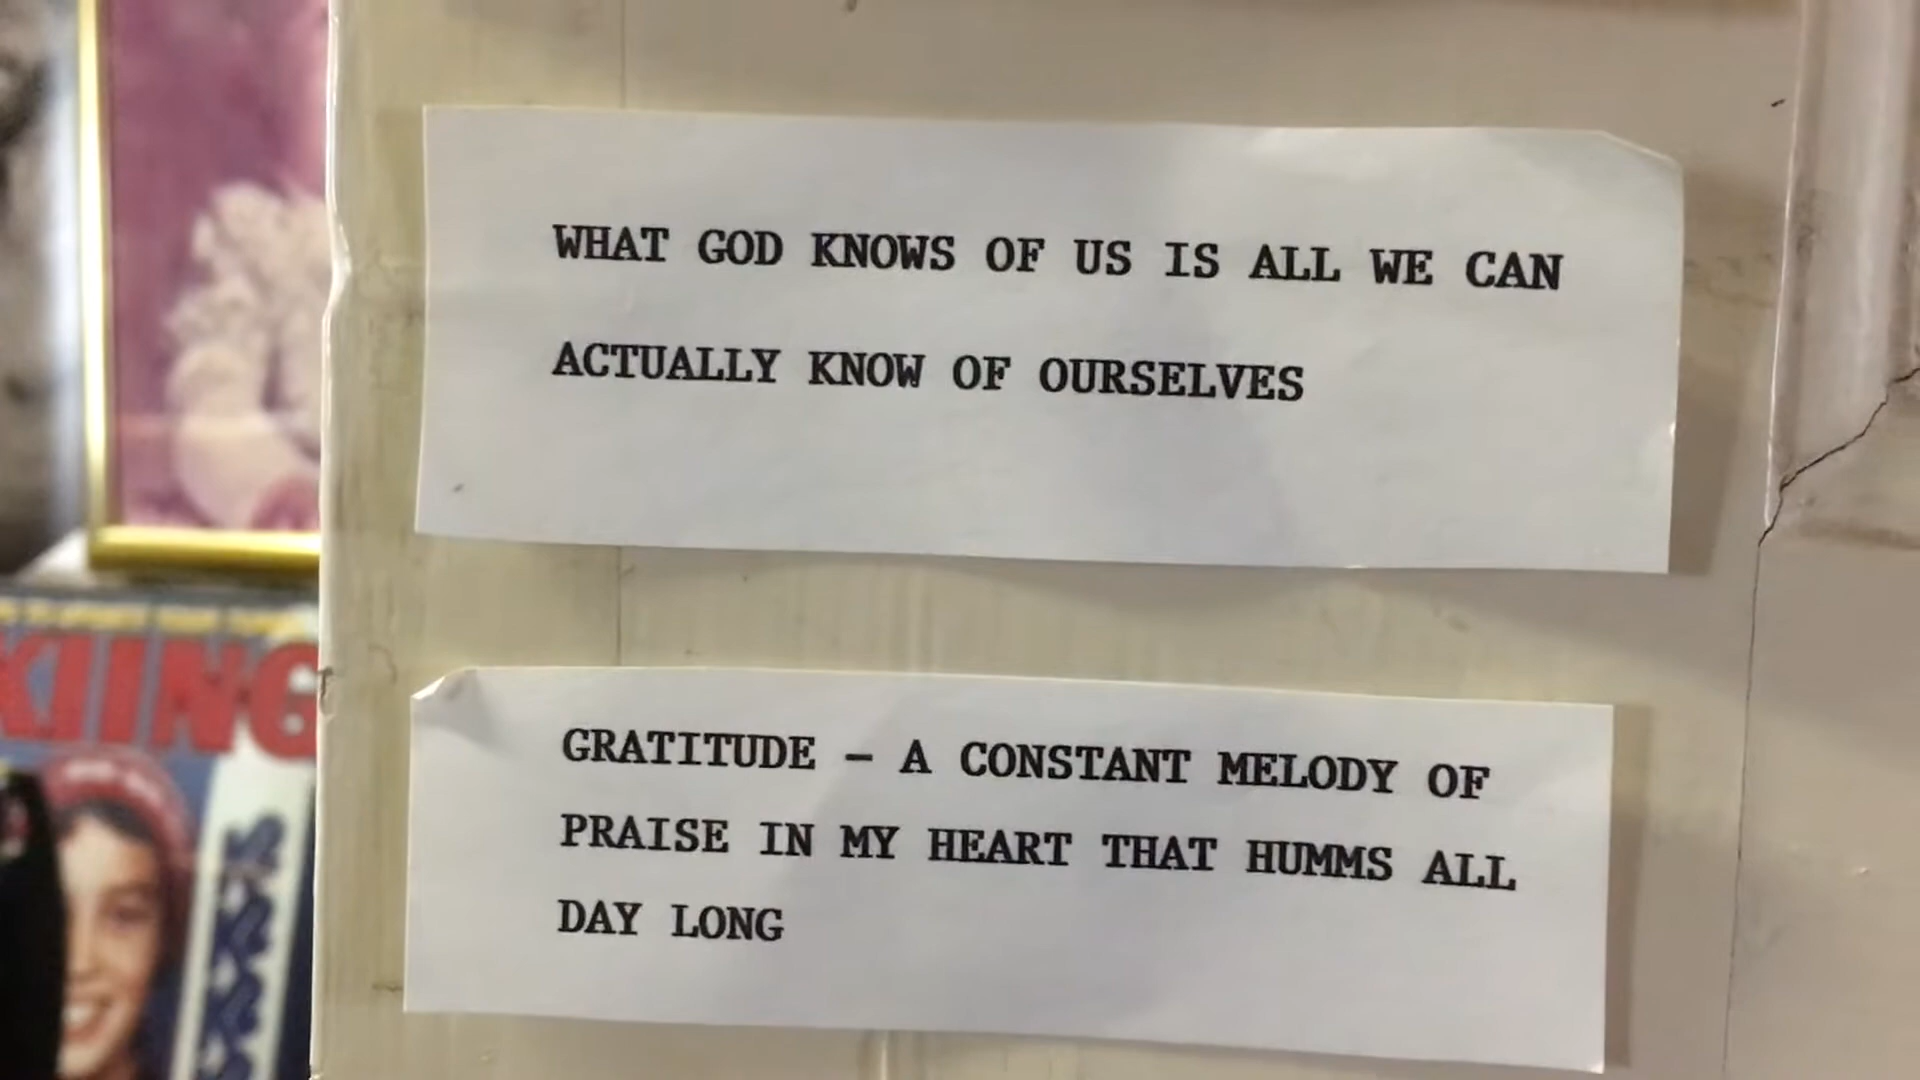 WHAT GOD KNOWS OF US IS ALL WE CAN
ACTUALLY KNOW OF OURSELVES
KIING
GRATITUDE – A CONSTANT MELODY OF
PRAISE IN MY HEART THAT HUMMS ALL
DAY LONG